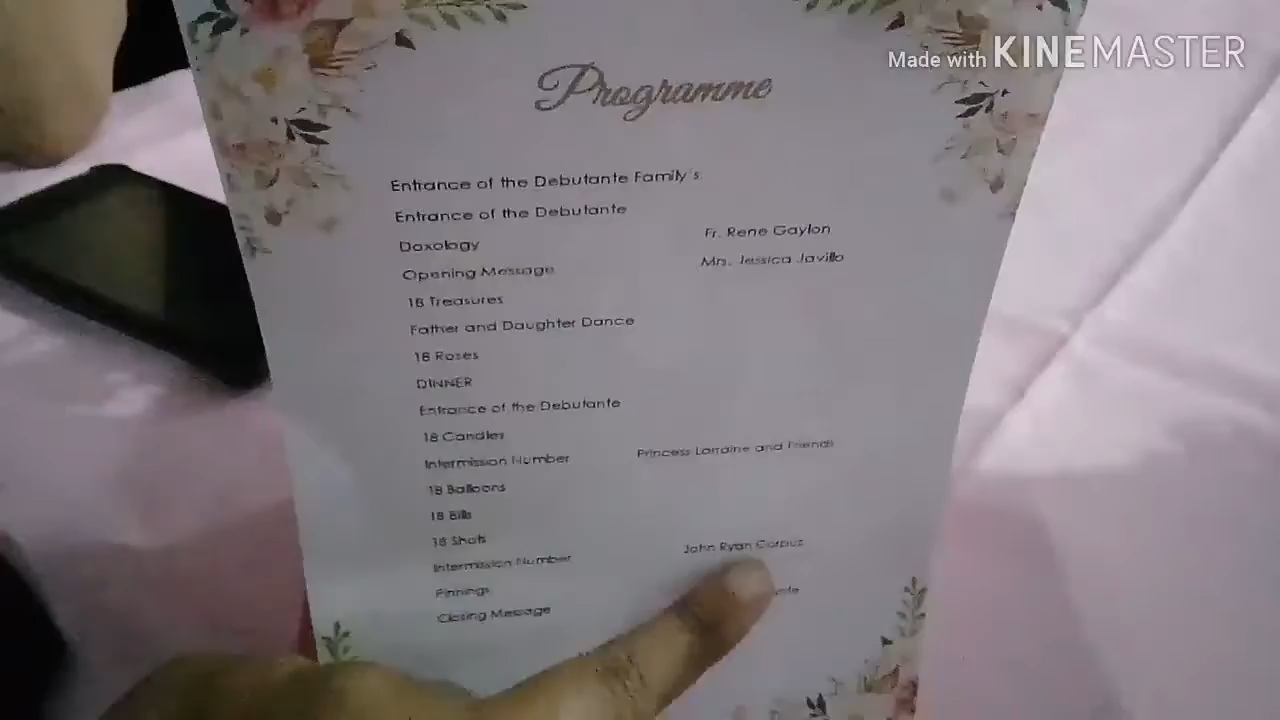 Made with KINEMASTER
Programme
Entrance of the Debutante Family's
Entrance of the Debutante
Doxology Fr. Rene Gaylon
Opening Message Mrs. Jessica Javillo
18 Treasures
Father and Daughter Dance
18 Roses
DINNER
Entrance of the Debutante
18 Candles
Intermission Number Princess Lorraine and Friends
18 Balloons
18 Bills
18 Shots
Intermission Number John Ryan Corpuz
Pinnings
Closing Message